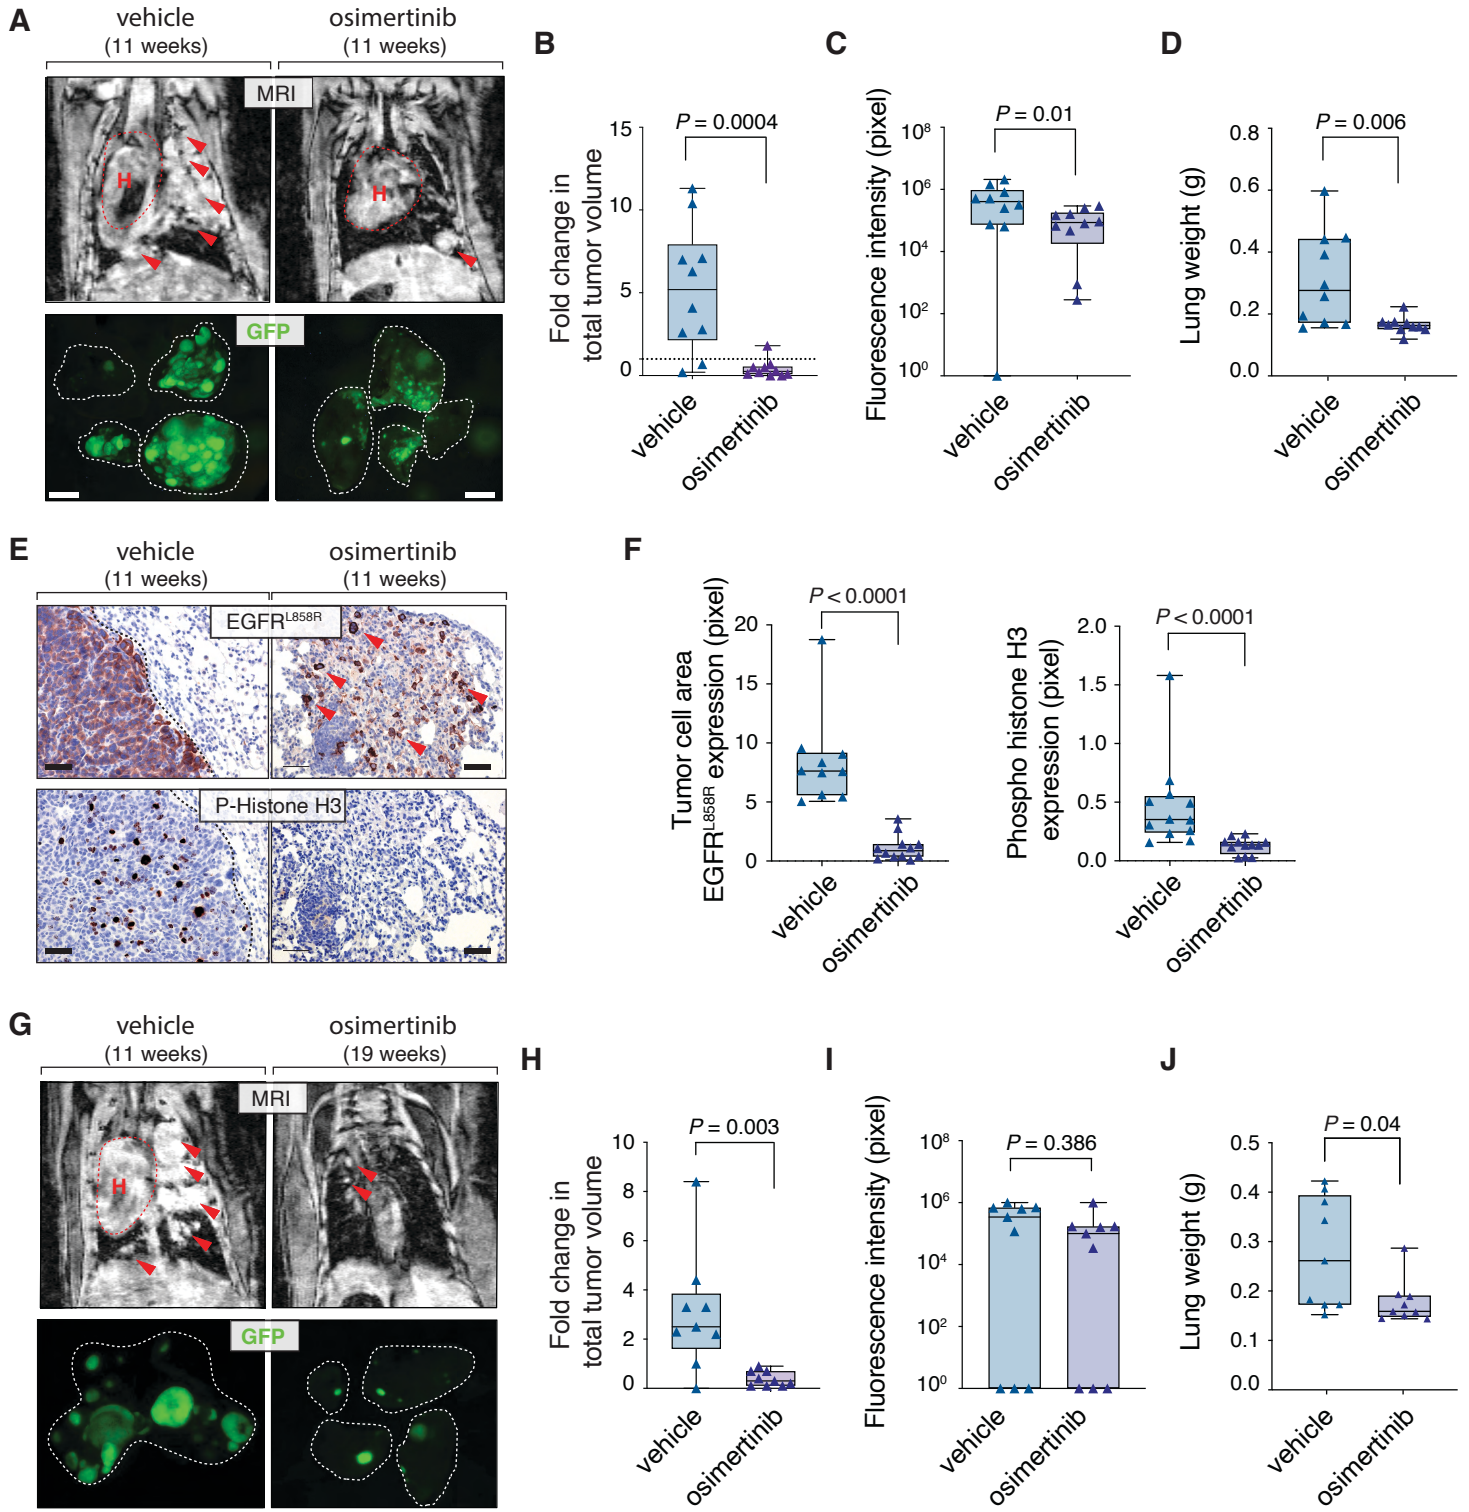 A
vehicle
(11 weeks)
osimertinib
(11 weeks)
MRI
H
H
GFP
B
Fold change in
total tumor volume
15
10
5
0
P = 0.0004
vehicle
osimertinib
C
Fluorescence intensity (pixel)
10⁸
10⁶
10⁴
10²
10⁰
P = 0.01
vehicle
osimertinib
D
Lung weight (g)
0.8
0.6
0.4
0.2
0.0
P = 0.006
vehicle
osimertinib
E
vehicle
(11 weeks)
osimertinib
(11 weeks)
EGFRᴸ⁸⁵⁸ᴿ
P-Histone H3
F
Tumor cell area
EGFRᴸ⁸⁵⁸ᴿ expression (pixel)
20
15
10
5
0
P < 0.0001
vehicle
osimertinib
Phospho histone H3
expression (pixel)
2.0
1.5
1.0
0.5
0.0
P < 0.0001
vehicle
osimertinib
G
vehicle
(11 weeks)
osimertinib
(19 weeks)
MRI
H
GFP
H
Fold change in
total tumor volume
10
8
6
4
2
0
P = 0.003
vehicle
osimertinib
I
Fluorescence intensity (pixel)
10⁸
10⁶
10⁴
10²
10⁰
P = 0.386
vehicle
osimertinib
J
Lung weight (g)
0.5
0.4
0.3
0.2
0.1
0.0
P = 0.04
vehicle
osimertinib